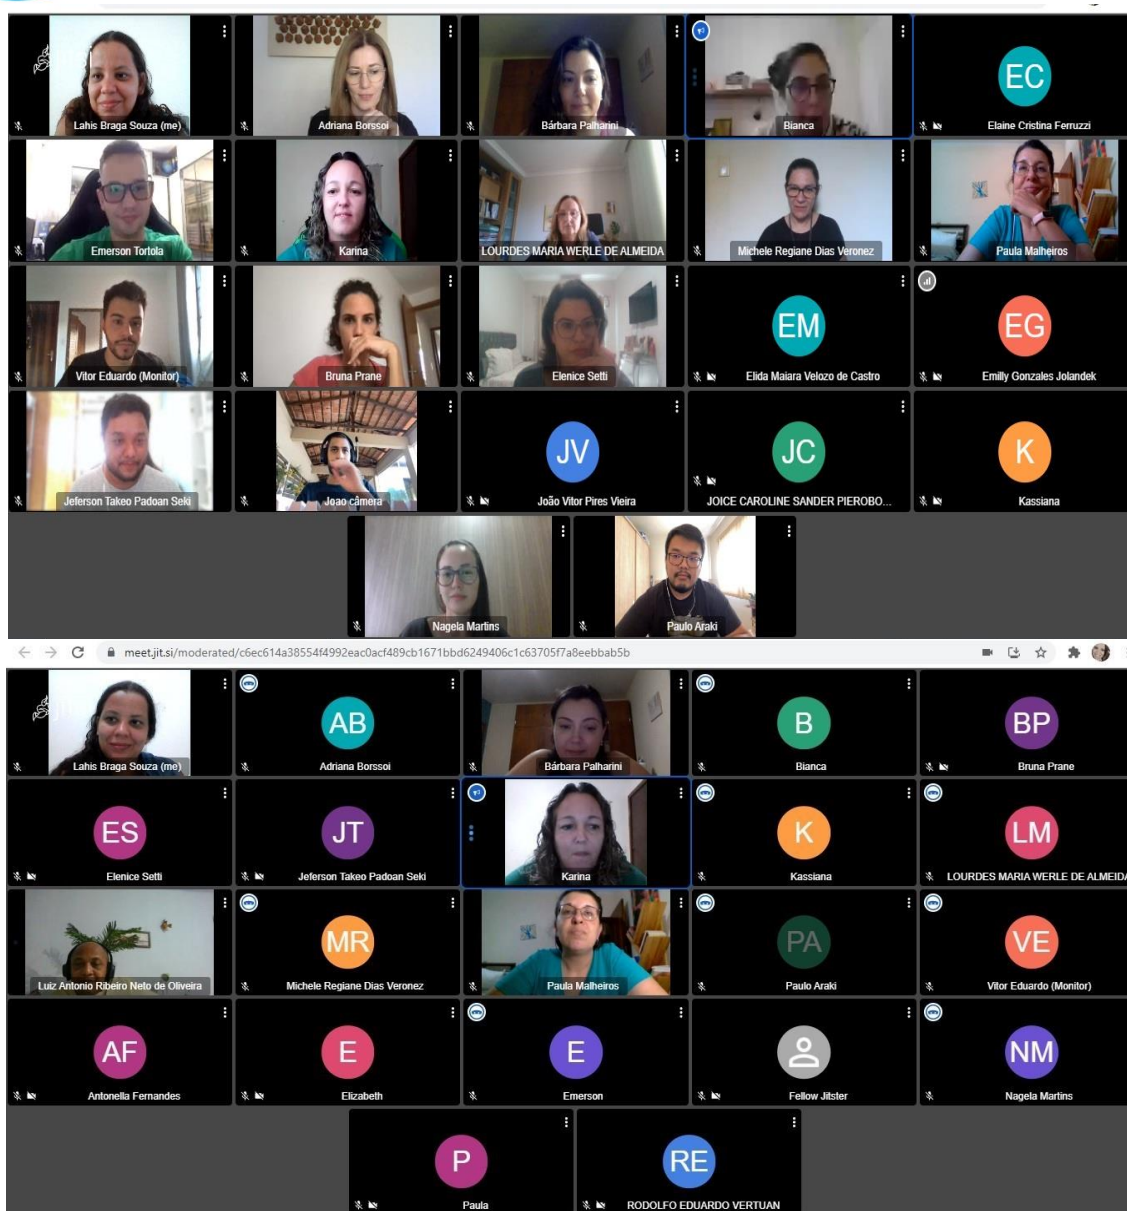 EC
Lahis Braga Souza (me)
Adriana Borssoi
Bárbara Palharini
Bianca
Elaine Cristina Ferruzzi
Emerson Tortola
Karina
LOURDES MARIA WERLE DE ALMEIDA
Michele Regiane Dias Veronez
Paula Malheiros
EM
EG
Vitor Eduardo (Monitor)
Bruna Prane
Elenice Setti
Elida Maiara Velozo de Castro
Emilly Gonzales Jolandek
JV
JC
K
Jeferson Takeo Padoan Seki
Joao câmera
João Vitor Pires Vieira
JOICE CAROLINE SANDER PIEROBO...
Kassiana
Nagela Martins
Paulo Araki
meet.jit.si/moderated/c6ec614a38554f4992eac0acf489cb1671bbd6249406c1c63705f7a8eebbab5b
AB
B
BP
Lahis Braga Souza (me)
Adriana Borssoi
Bárbara Palharini
Bianca
Bruna Prane
ES
JT
K
LM
Elenice Setti
Jeferson Takeo Padoan Seki
Karina
Kassiana
LOURDES MARIA WERLE DE ALMEIDA
MR
PA
VE
Luiz Antonio Ribeiro Neto de Oliveira
Michele Regiane Dias Veronez
Paula Malheiros
Paulo Araki
Vitor Eduardo (Monitor)
AF
E
E
NM
Antonella Fernandes
Elizabeth
Emerson
Fellow Jitster
Nagela Martins
P
RE
Paula
RODOLFO EDUARDO VERTUAN